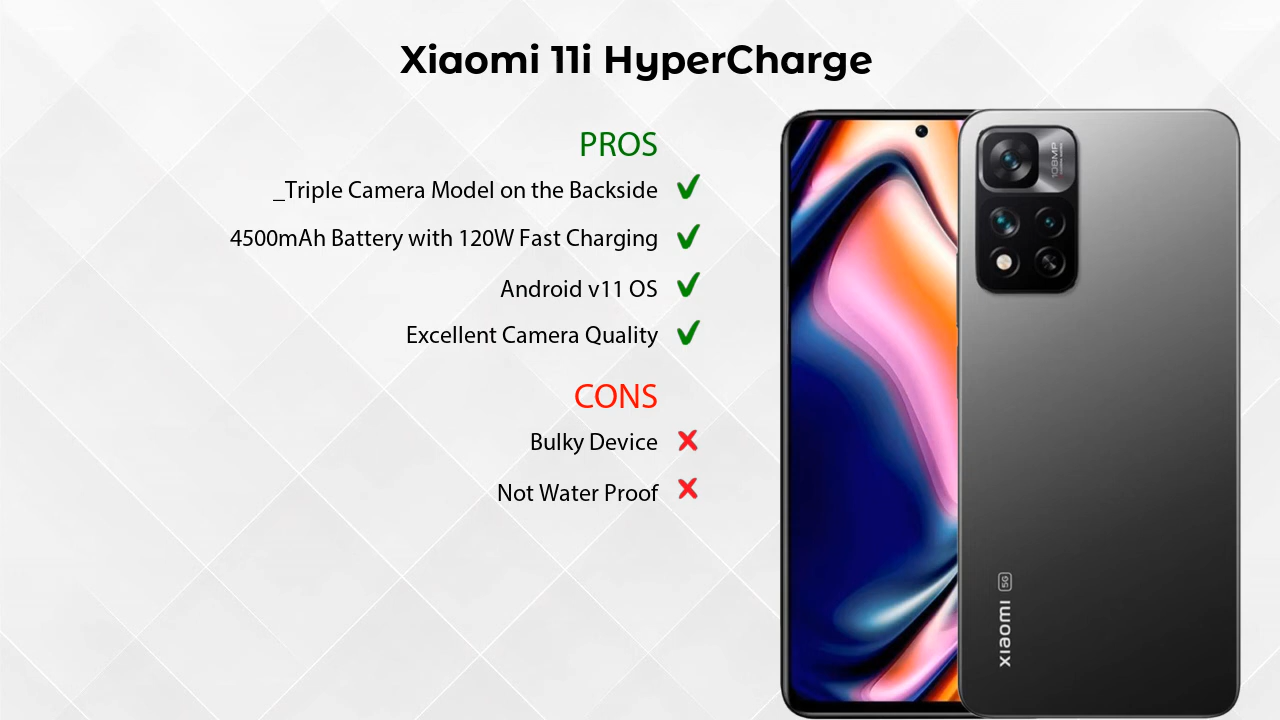 Xiaomi 11i HyperCharge
PROS
_Triple Camera Model on the Backside
4500mAh Battery with 120W Fast Charging
Android v11 OS
Excellent Camera Quality
CONS
Bulky Device
Not Water Proof
108MP
xiaomi 5G